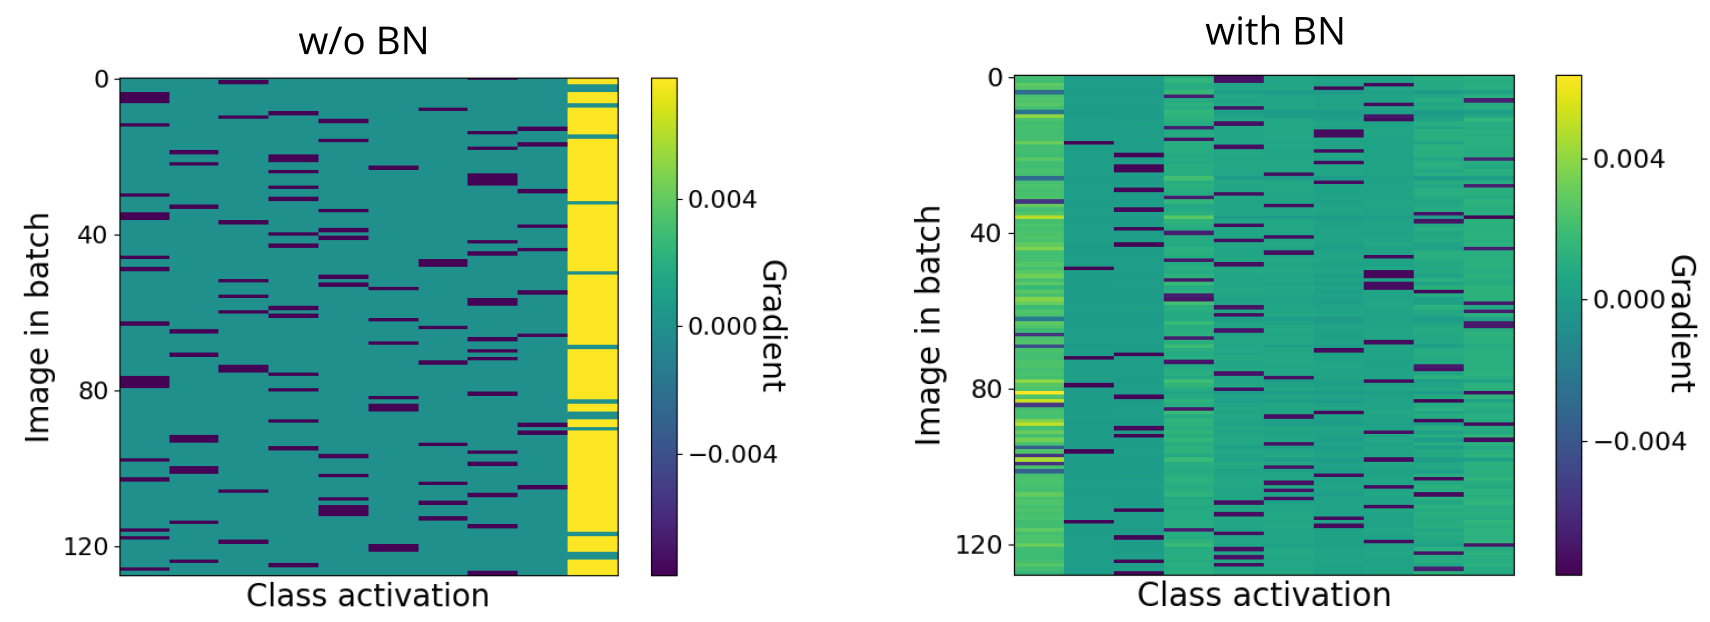 w/o BN
0
40
80
120
Image in batch
Class activation
0.004
0.000
−0.004
Gradient
with BN
0
40
80
120
Image in batch
Class activation
0.004
0.000
−0.004
Gradient